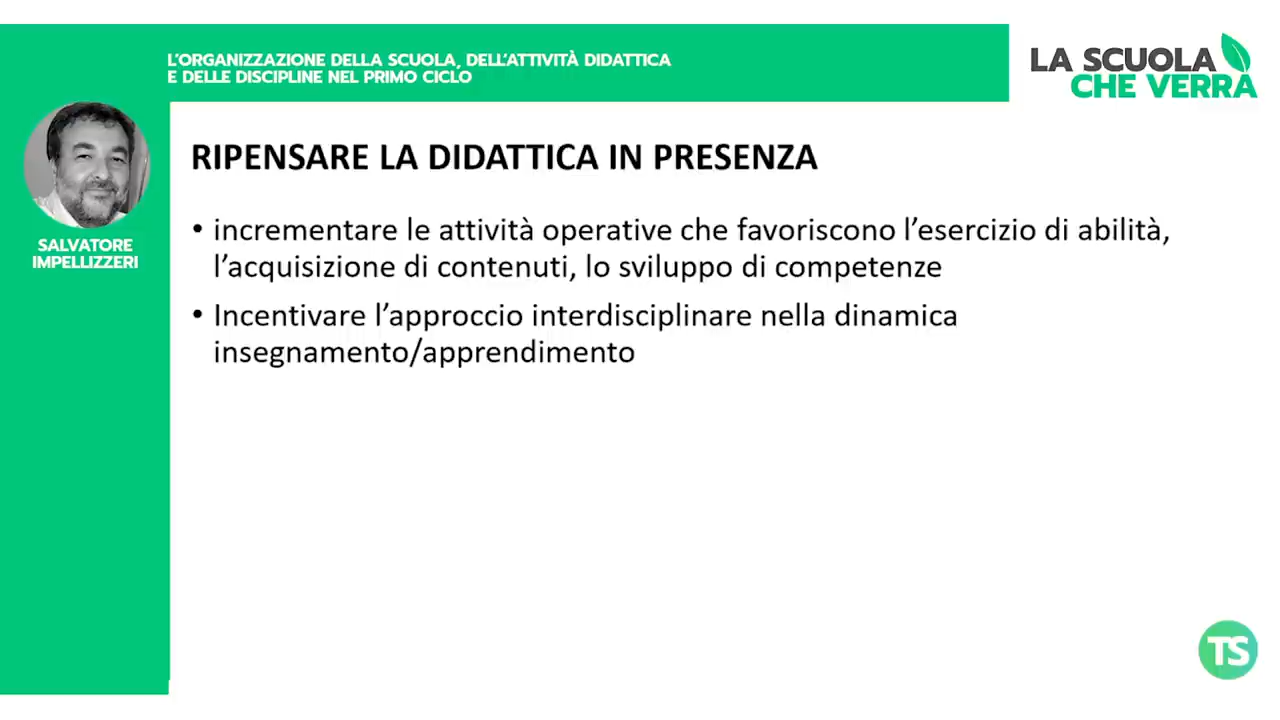 L'ORGANIZZAZIONE DELLA SCUOLA, DELL'ATTIVITÀ DIDATTICA
E DELLE DISCIPLINE NEL PRIMO CICLO
LA SCUOLA
CHE VERRÀ
SALVATORE
IMPELLIZZERI
RIPENSARE LA DIDATTICA IN PRESENZA
• incrementare le attività operative che favoriscono l’esercizio di abilità,
l’acquisizione di contenuti, lo sviluppo di competenze
• Incentivare l’approccio interdisciplinare nella dinamica
insegnamento/apprendimento
TS